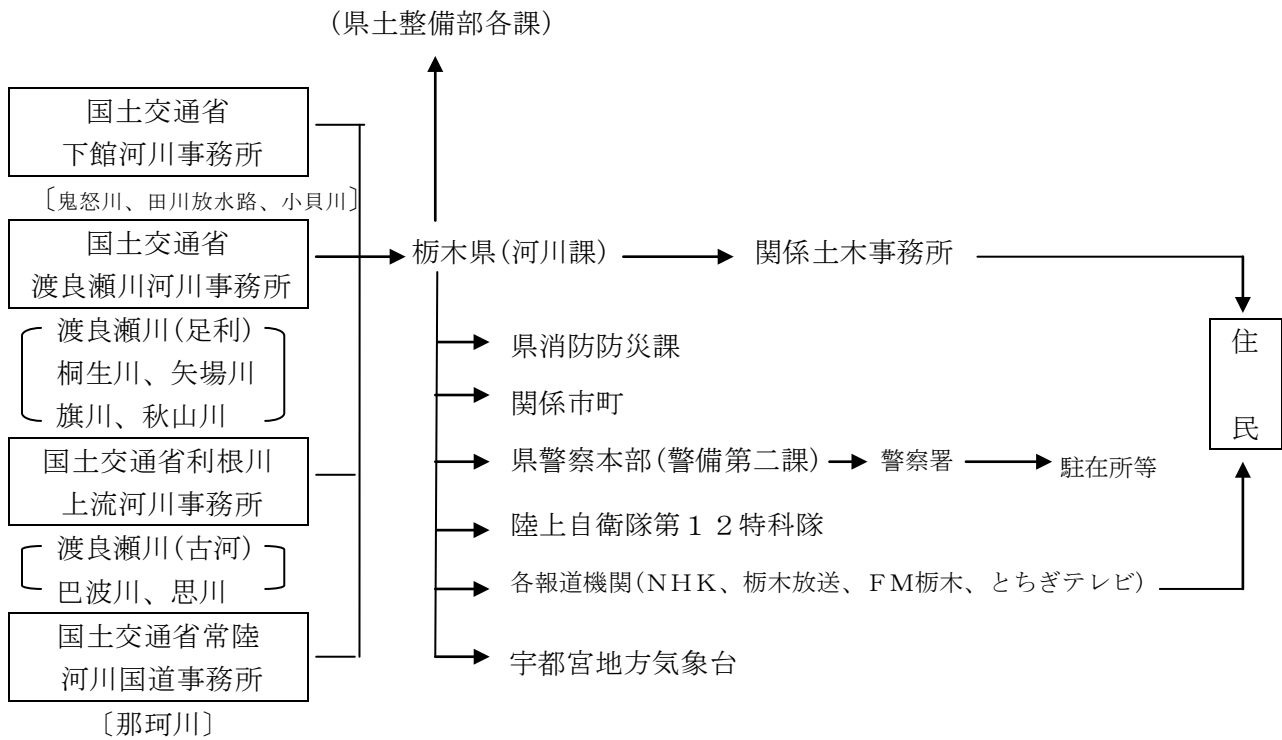 (県土整備部各課)
国土交通省
下館河川事務所
〔鬼怒川、田川放水路、小貝川〕
国土交通省
渡良瀬川河川事務所
渡良瀬川(足利)
桐生川、矢場川
旗川、秋山川
国土交通省利根川
上流河川事務所
渡良瀬川(古河)
巴波川、思川
国土交通省常陸
河川国道事務所
〔那珂川〕
栃木県(河川課)
関係土木事務所
県消防防災課
関係市町
県警察本部(警備第二課)
警察署
駐在所等
陸上自衛隊第12特科隊
各報道機関(NHK、栃木放送、FM栃木、とちぎテレビ)
宇都宮地方気象台
住
民